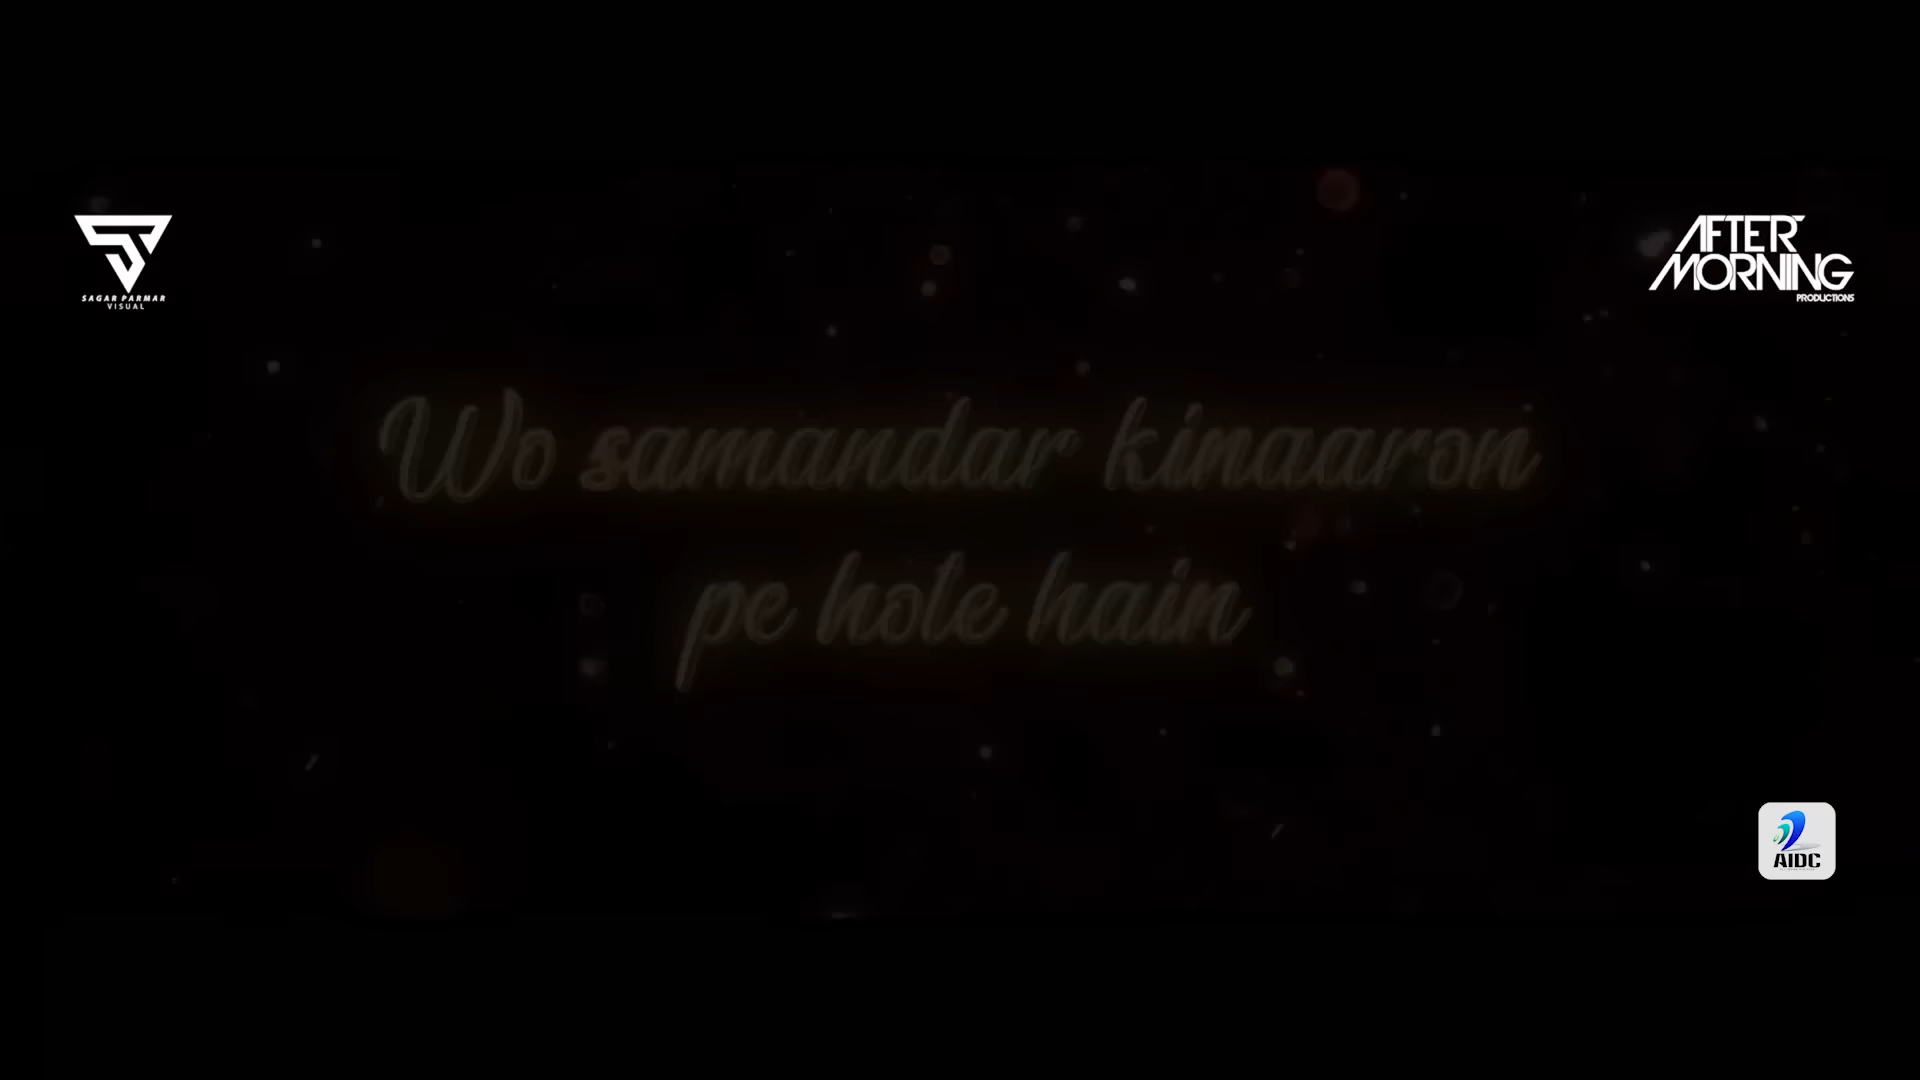 SAGAR PARMAR
VISUAL
AFTER
MORNING
PRODUCTIONS
Wo samandar kinaaron
pe hote hain
AIDC